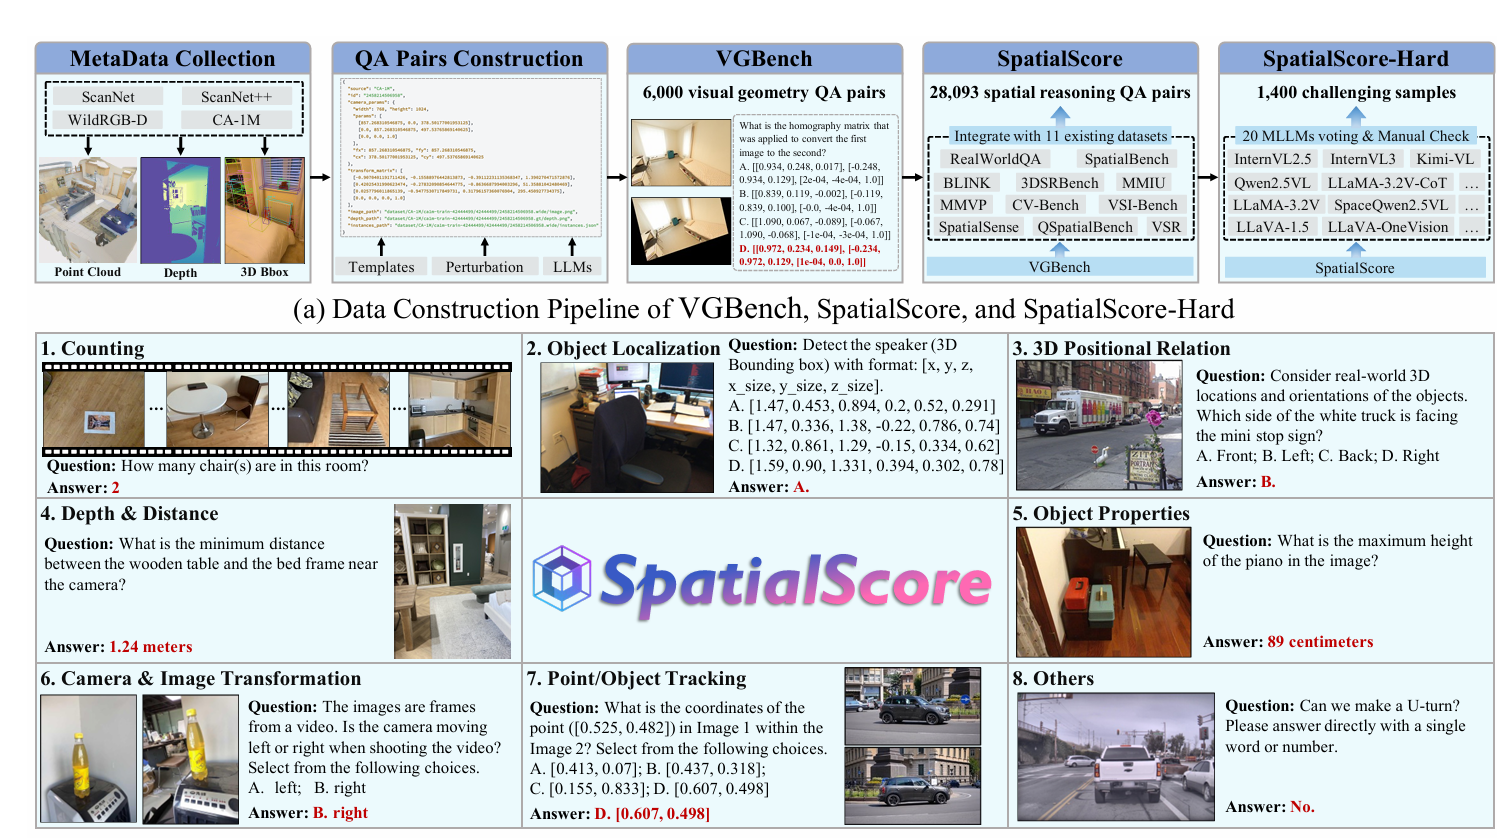 MetaData Collection
ScanNet
ScanNet++
WildRGB-D
CA-1M
Point Cloud
Depth
3D Bbox
QA Pairs Construction
Templates
Perturbation
LLMs
VGBench
6,000 visual geometry QA pairs
What is the homography matrix that
was applied to convert the first
image to the second?
A. [[0.934, 0.248, 0.017], [-0.248,
0.934, 0.129], [2e-04, -4e-04, 1.0]]
B. [[0.839, 0.119, -0.002], [-0.119,
0.839, 0.100], [-0.0, -4e-04, 1.0]]
C. [[1.090, 0.067, -0.089], [-0.067,
1.090, -0.068], [-1e-04, -3e-04, 1.0]]
D. [[0.972, 0.234, 0.149], [-0.234,
0.972, 0.129, [1e-04, 0.0, 1.0]]
SpatialScore
28,093 spatial reasoning QA pairs
Integrate with 11 existing datasets
RealWorldQA
SpatialBench
BLINK
3DSRBench
MMIU
MMVP
CV-Bench
VSI-Bench
SpatialSense
QSpatialBench
VSR
VGBench
SpatialScore-Hard
1,400 challenging samples
20 MLLMs voting & Manual Check
InternVL2.5
InternVL3
Kimi-VL
Qwen2.5VL
LLaMA-3.2V-CoT
...
LLaMA-3.2V
SpaceQwen2.5VL
...
LLaVA-1.5
LLaVA-OneVision
...
SpatialScore
(a) Data Construction Pipeline of VGBench, SpatialScore, and SpatialScore-Hard
1. Counting
...
...
...
Question: How many chair(s) are in this room?
Answer: 2
2. Object Localization
Question: Detect the speaker (3D
Bounding box) with format: [x, y, z,
x_size, y_size, z_size].
A. [1.47, 0.453, 0.894, 0.2, 0.52, 0.291]
B. [1.47, 0.336, 1.38, -0.22, 0.786, 0.74]
C. [1.32, 0.861, 1.29, -0.15, 0.334, 0.62]
D. [1.59, 0.90, 1.331, 0.394, 0.302, 0.78]
Answer: A.
3. 3D Positional Relation
Question: Consider real-world 3D
locations and orientations of the objects.
Which side of the white truck is facing
the mini stop sign?
A. Front; B. Left; C. Back; D. Right
Answer: B.
4. Depth & Distance
Question: What is the minimum distance
between the wooden table and the bed frame near
the camera?
Answer: 1.24 meters
SpatialScore
5. Object Properties
Question: What is the maximum height
of the piano in the image?
Answer: 89 centimeters
6. Camera & Image Transformation
Question: The images are frames
from a video. Is the camera moving
left or right when shooting the video?
Select from the following choices.
A. left; B. right
Answer: B. right
7. Point/Object Tracking
Question: What is the coordinates of the
point ([0.525, 0.482]) in Image 1 within the
Image 2? Select from the following choices.
A. [0.413, 0.07]; B. [0.437, 0.318];
C. [0.155, 0.833]; D. [0.607, 0.498]
Answer: D. [0.607, 0.498]
8. Others
Question: Can we make a U-turn?
Please answer directly with a single
word or number.
Answer: No.